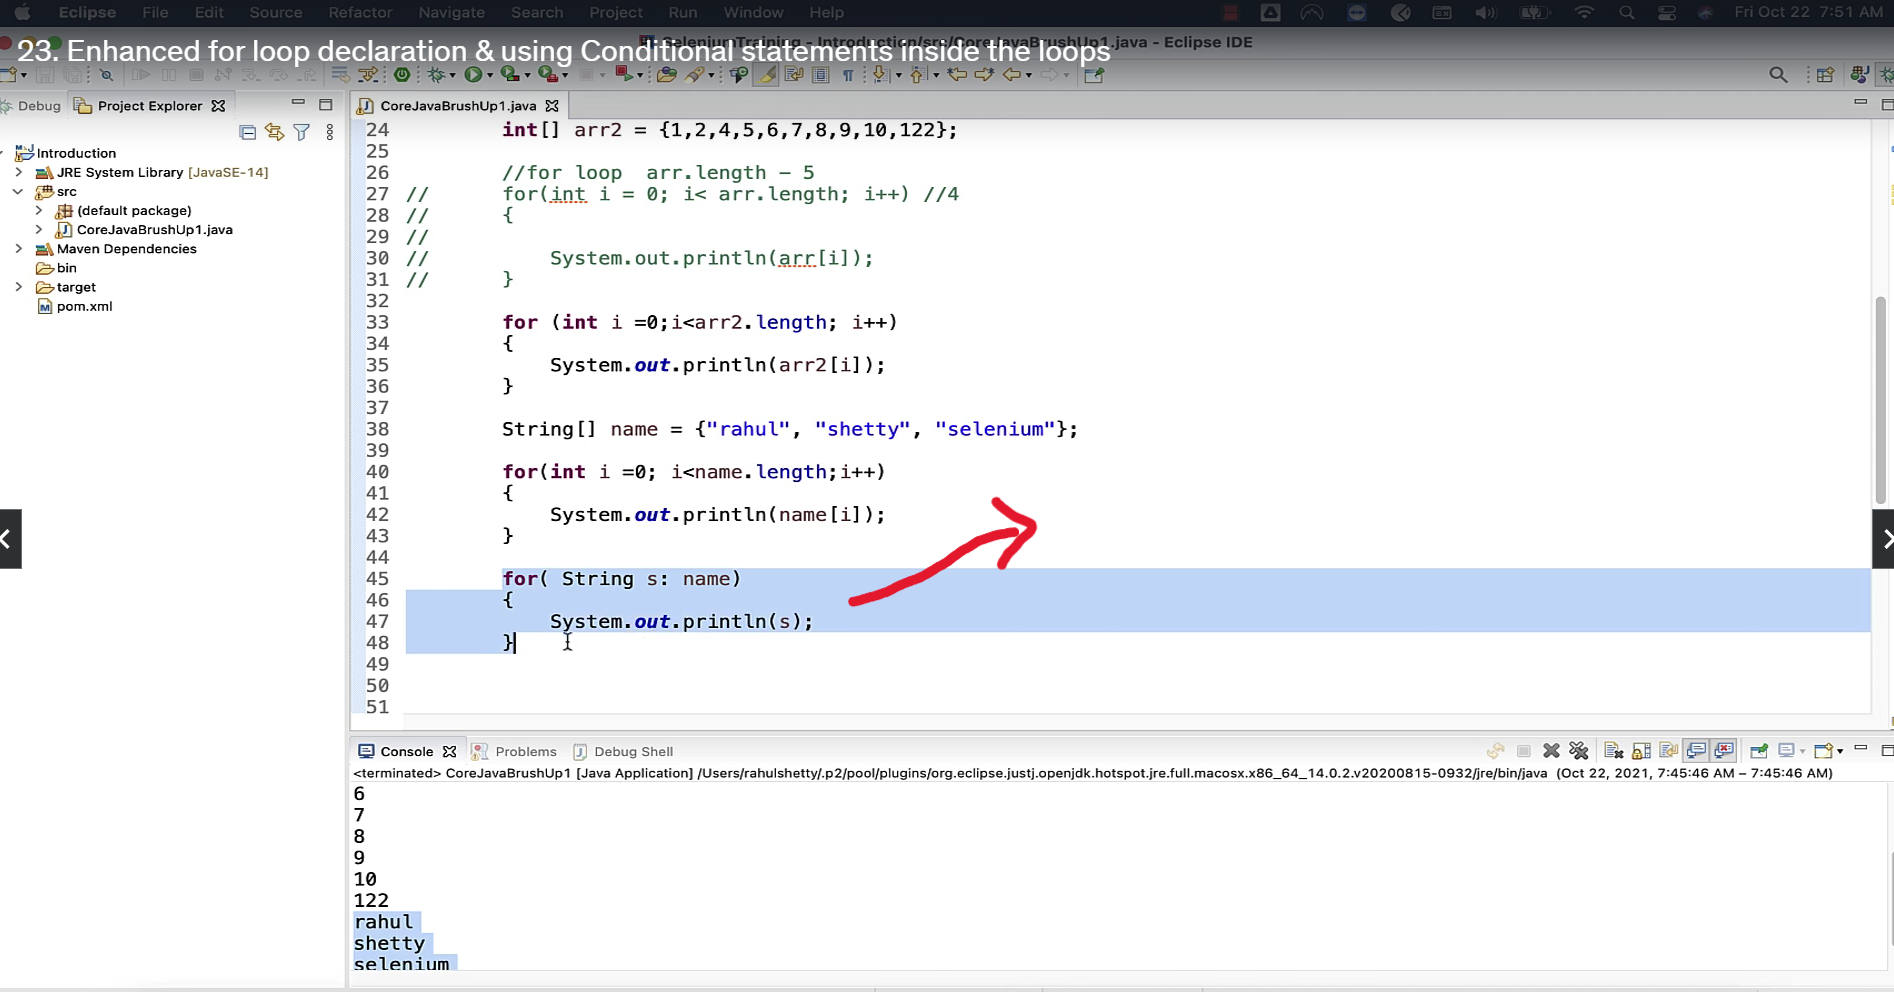 Eclipse File Edit Source Refactor Navigate Search Project Run Window Help Fri Oct 22 7:51 AM
SeleniumTraining - Introduction/src/CoreJavaBrushUp1.java - Eclipse IDE
23. Enhanced for loop declaration & using Conditional statements inside the loops
Debug Project Explorer
Introduction
JRE System Library [JavaSE-14]
src
(default package)
CoreJavaBrushUp1.java
Maven Dependencies
bin
target
pom.xml
CoreJavaBrushUp1.java
24 int[] arr2 = {1,2,4,5,6,7,8,9,10,122};
25
26 //for loop arr.length - 5
27 // for(int i = 0; i< arr.length; i++) //4
28 // {
29 //
30 // System.out.println(arr[i]);
31 // }
32
33 for (int i =0;i<arr2.length; i++)
34 {
35 System.out.println(arr2[i]);
36 }
37
38 String[] name = {"rahul", "shetty", "selenium"};
39
40 for(int i =0; i<name.length;i++)
41 {
42 System.out.println(name[i]);
43 }
44
45 for( String s: name)
46 {
47 System.out.println(s);
48 }
49
50
51
Console Problems Debug Shell
<terminated> CoreJavaBrushUp1 [Java Application] /Users/rahulshetty/.p2/pool/plugins/org.eclipse.justj.openjdk.hotspot.jre.full.macosx.x86_64_14.0.2.v20200815-0932/jre/bin/java (Oct 22, 2021, 7:45:46 AM – 7:45:46 AM)
6
7
8
9
10
122
rahul
shetty
selenium